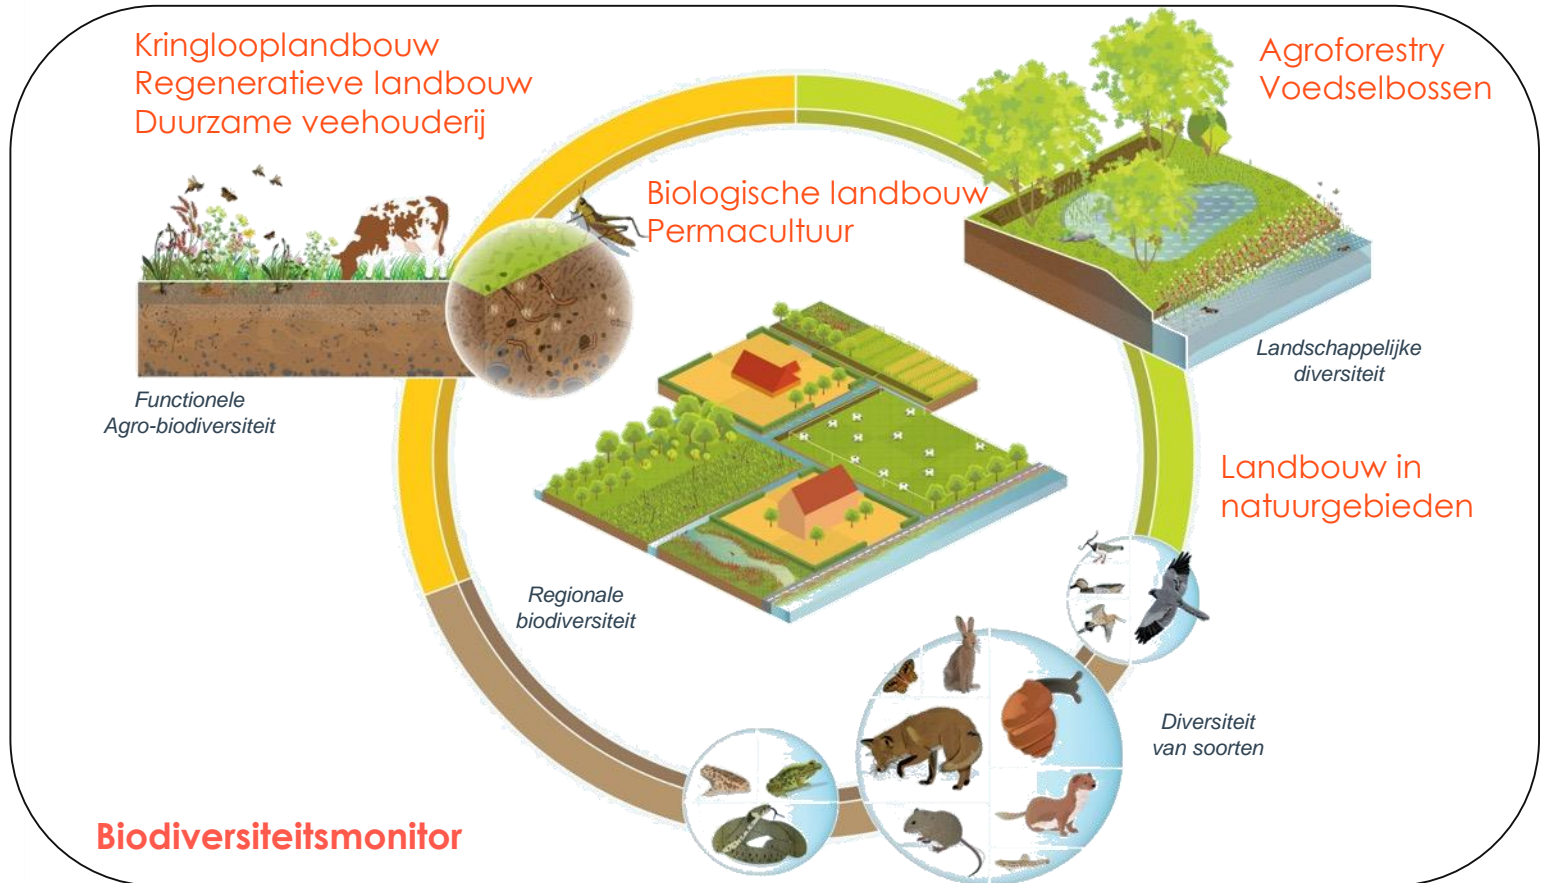 Kringlooplandbouw
Regeneratieve landbouw
Duurzame veehouderij
Agroforestry
Voedselbossen
Biologische landbouw
Permacultuur
Functionele
Agro-biodiversiteit
Landschappelijke
diversiteit
Landbouw in
natuurgebieden
Regionale
biodiversiteit
Diversiteit
van soorten
Biodiversiteitsmonitor
N
N
N
N
N